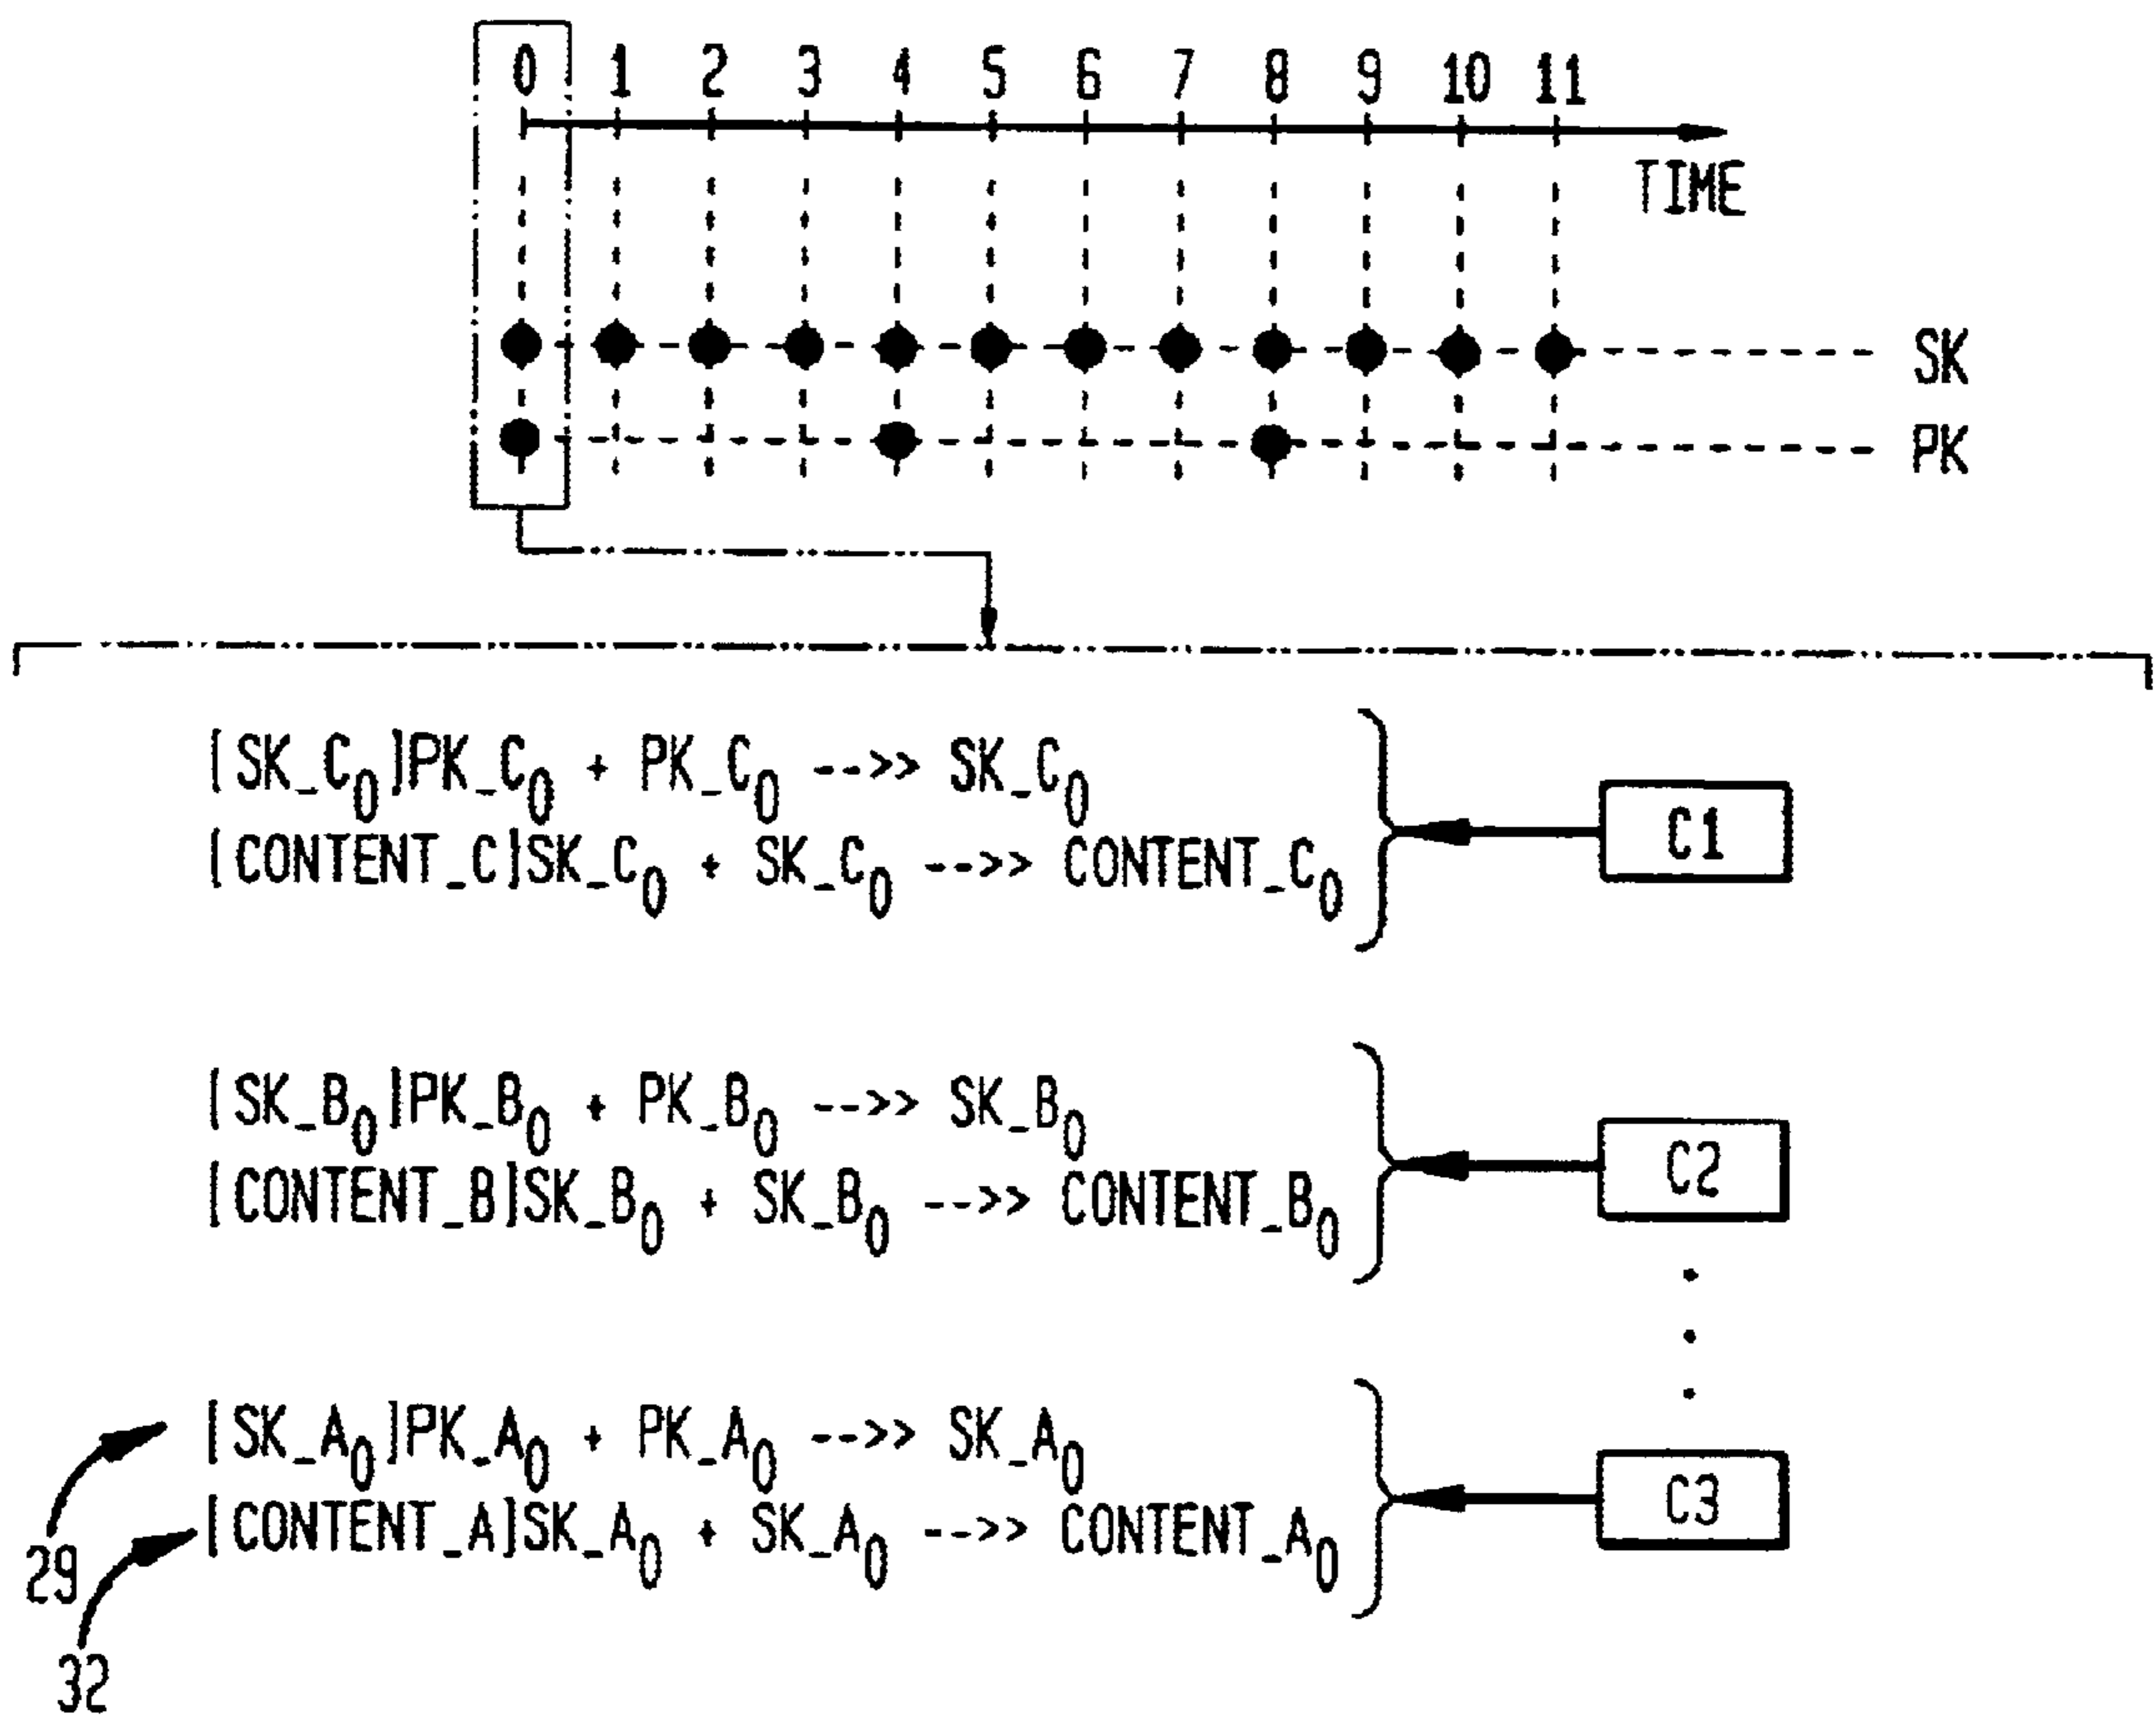 0 1 2 3 4 5 6 7 8 9 10 11
TIME
SK
PK
[SK_C₀]PK_C₀ + PK_C₀ -->> SK_C₀
[CONTENT_C]SK_C₀ + SK_C₀ -->> CONTENT_C₀
C1
[SK_B₀]PK_B₀ + PK_B₀ -->> SK_B₀
[CONTENT_B]SK_B₀ + SK_B₀ -->> CONTENT_B₀
C2
[SK_A₀]PK_A₀ + PK_A₀ -->> SK_A₀
[CONTENT_A]SK_A₀ + SK_A₀ -->> CONTENT_A₀
C3
29
32